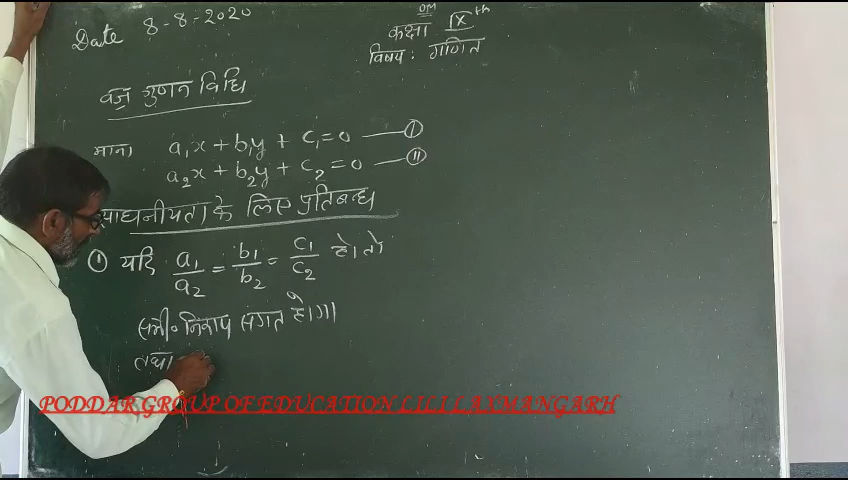 Date 8-8-2020
OM
कक्षा IXth
विषय: गणित
वज्र गुणन विधि
माना a₁x + b₁y + c₁=0 — I
a₂x + b₂y + c₂ = 0 — II
साधनीयता के लिए प्रतिबन्ध
① यदि a₁/a₂ = b₁/b₂ = c₁/c₂ हो तो
समी० निकाय संगत होगा
तथा
PODDAR GROUP OF EDUCATION LILI LAXMANGARH